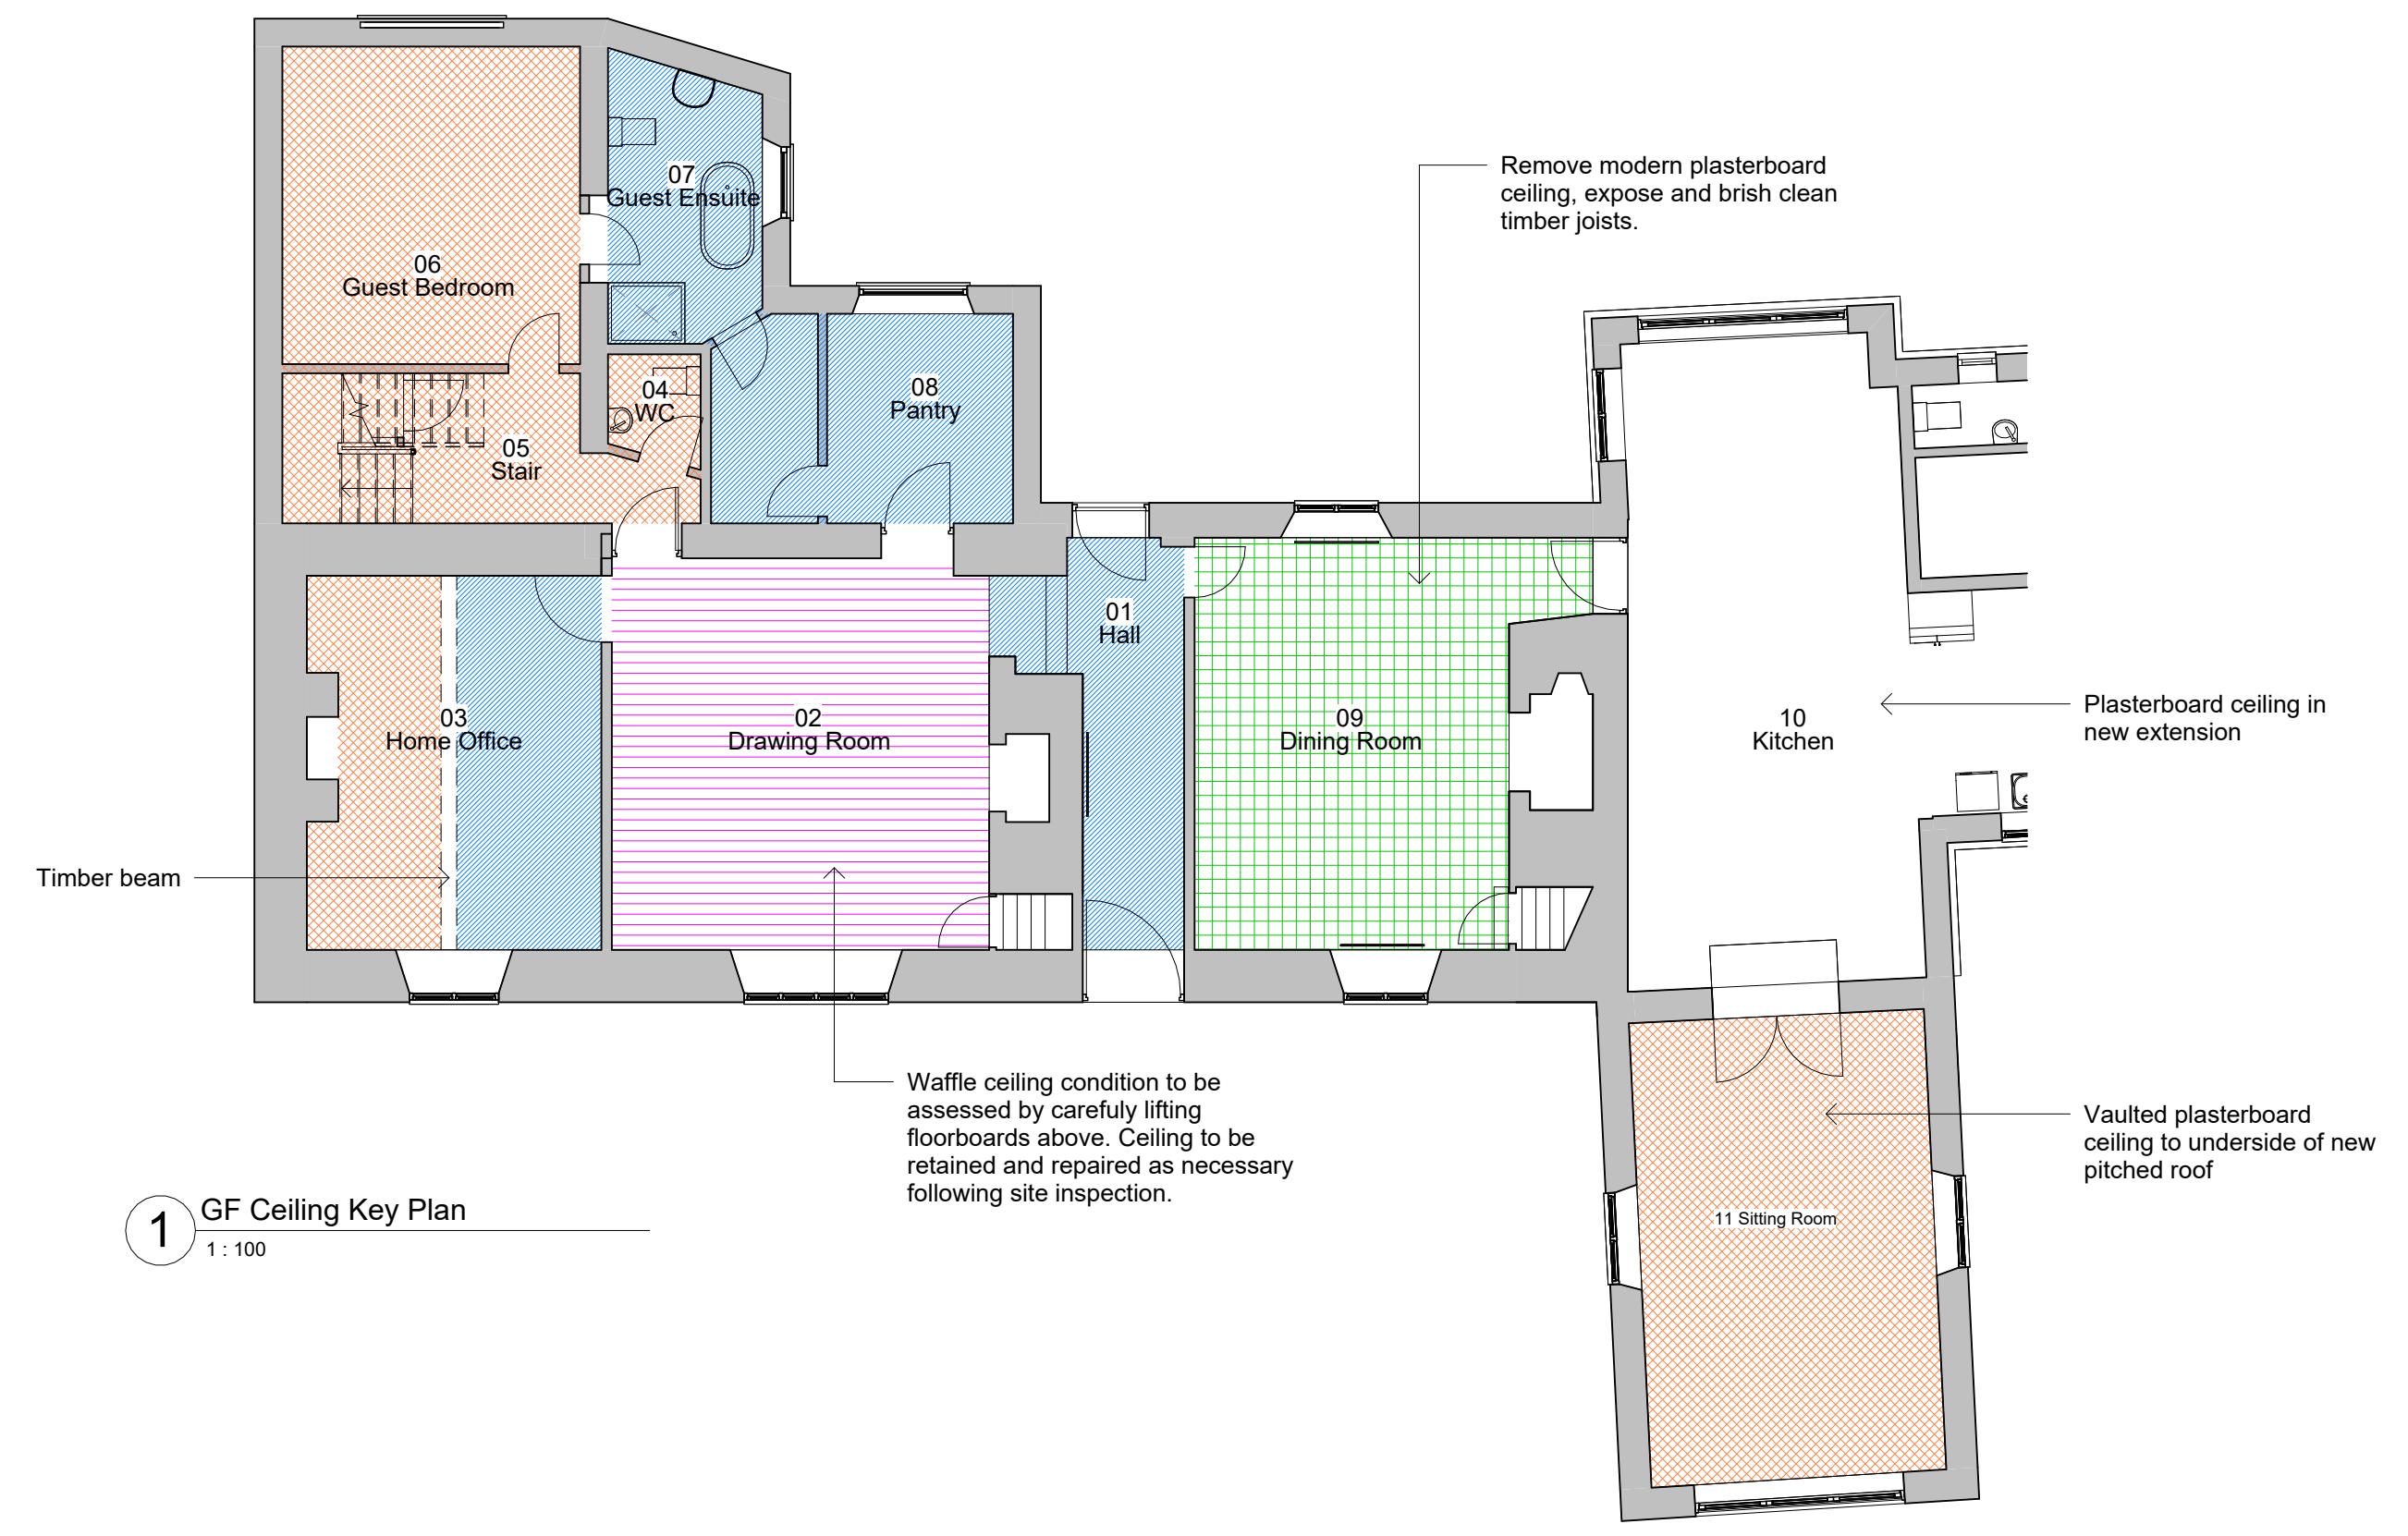 Remove modern plasterboard
ceiling, expose and brish clean
timber joists.
07
Guest Ensuite
06
Guest Bedroom
04
WC
08
Pantry
05
Stair
01
Hall
03
Home Office
02
Drawing Room
09
Dining Room
10
Kitchen
Plasterboard ceiling in
new extension
Timber beam
Waffle ceiling condition to be
assessed by carefuly lifting
floorboards above. Ceiling to be
retained and repaired as necessary
following site inspection.
Vaulted plasterboard
ceiling to underside of new
pitched roof
11 Sitting Room
1
GF Ceiling Key Plan
1 : 100